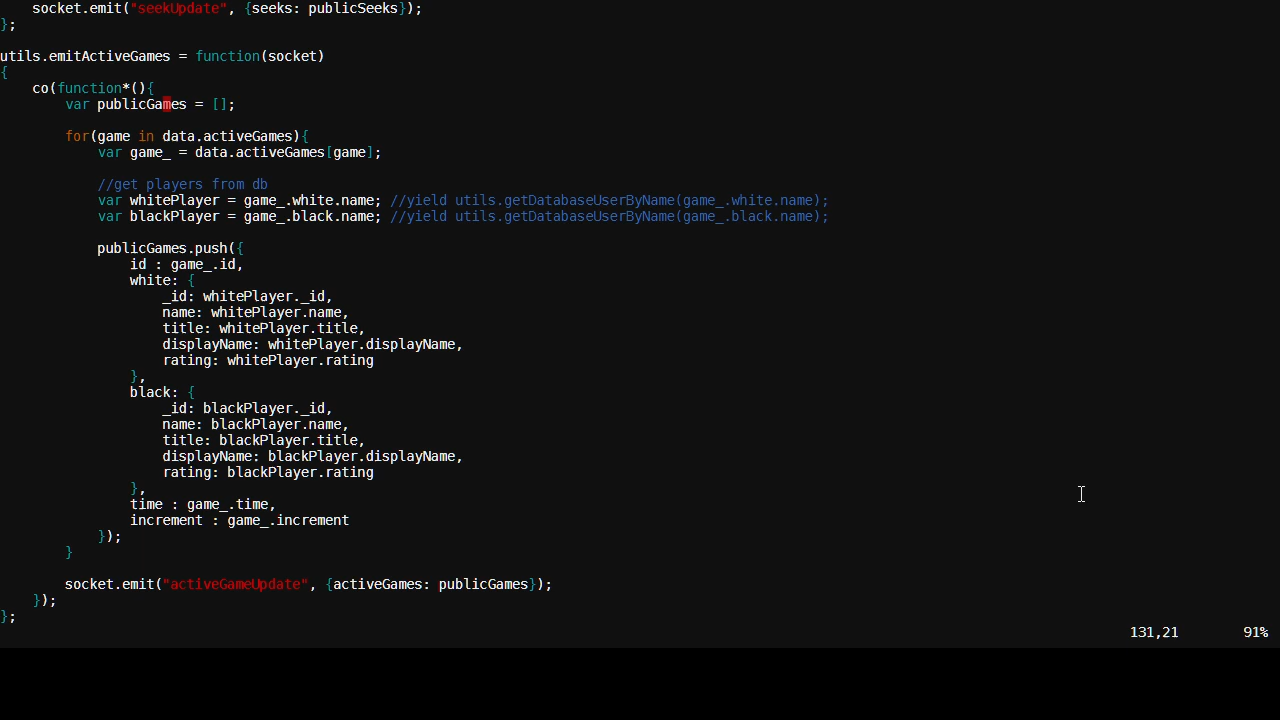 socket.emit("seekUpdate", {seeks: publicSeeks});
};

utils.emitActiveGames = function(socket)
{
    co(function*(){
        var publicGames = [];

        for(game in data.activeGames){
            var game_ = data.activeGames[game];

            //get players from db
            var whitePlayer = game_.white.name; //yield utils.getDatabaseUserByName(game_.white.name);
            var blackPlayer = game_.black.name; //yield utils.getDatabaseUserByName(game_.black.name);

            publicGames.push({
                id : game_.id,
                white: {
                    _id: whitePlayer._id,
                    name: whitePlayer.name,
                    title: whitePlayer.title,
                    displayName: whitePlayer.displayName,
                    rating: whitePlayer.rating
                },
                black: {
                    _id: blackPlayer._id,
                    name: blackPlayer.name,
                    title: blackPlayer.title,
                    displayName: blackPlayer.displayName,
                    rating: blackPlayer.rating
                },
                time : game_.time,
                increment : game_.increment
            });
        }

        socket.emit("activeGameUpdate", {activeGames: publicGames});
    });
};
131,21        91%